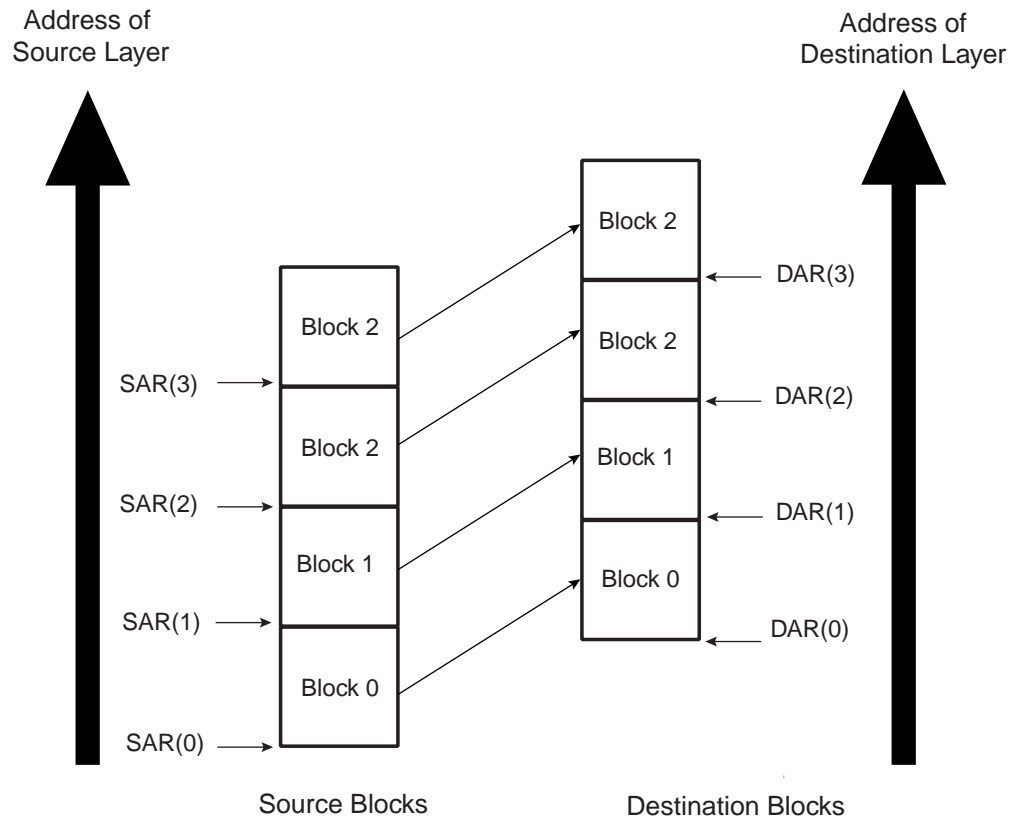 Address of
Source Layer
Address of
Destination Layer
Block 2
Block 2
DAR(3)
Block 2
Block 2
SAR(3)
DAR(2)
Block 2
Block 1
SAR(2)
DAR(1)
Block 1
Block 0
SAR(1)
DAR(0)
Block 0
SAR(0)
Source Blocks
Destination Blocks